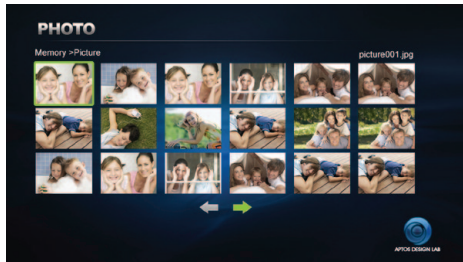 PHOTO
Memory >Picture
picture001.jpg
APTOS DESIGN LAB